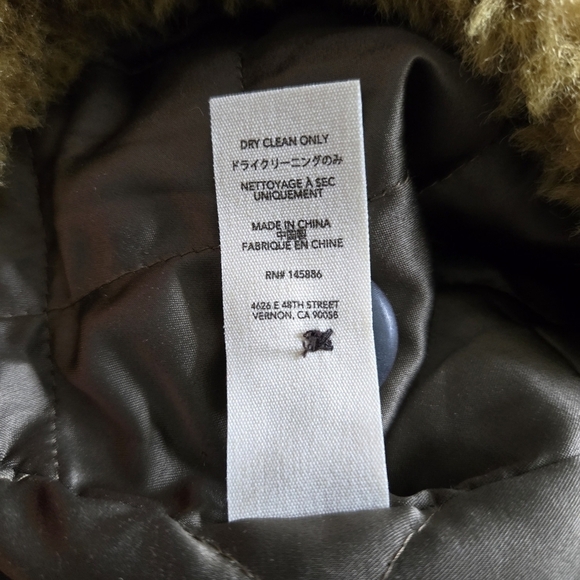 DRY CLEAN ONLY
ドライクリーニングのみ
NETTOYAGE À SEC
UNIQUEMENT
MADE IN CHINA
中国製
FABRIQUÉ EN CHINE
RN# 145886
4626 E 48TH STREET
VERNON, CA 90058